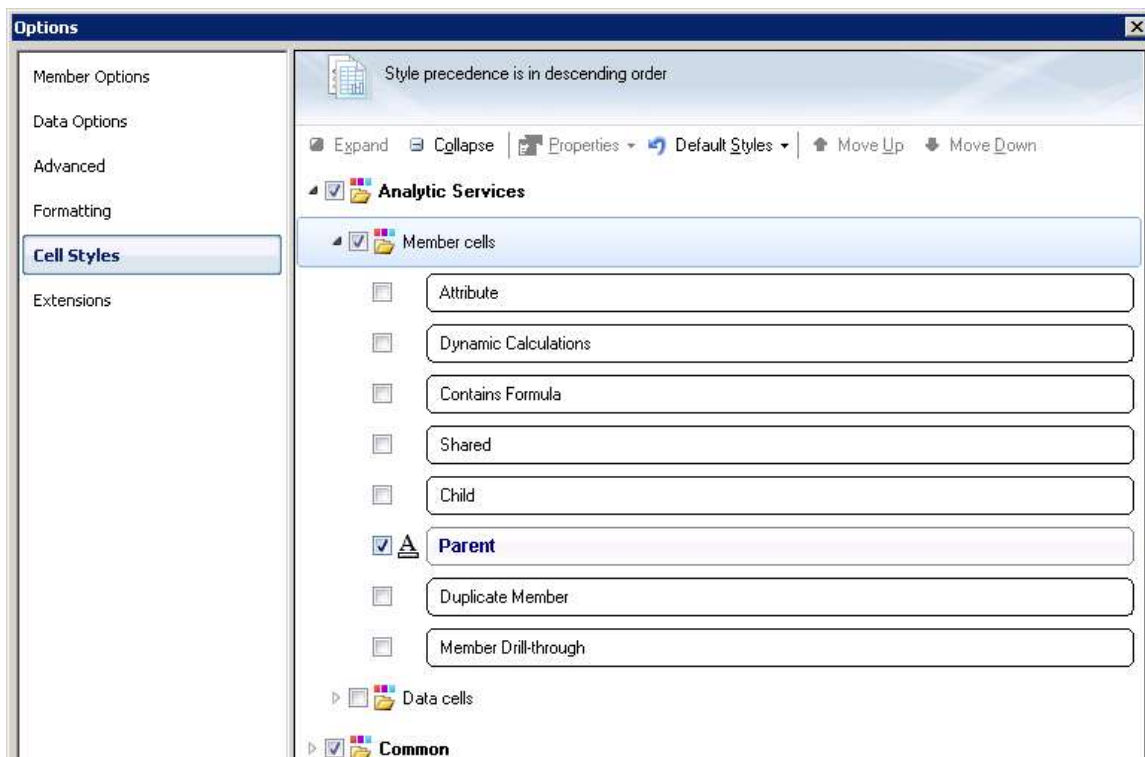 Options
Member Options
Data Options
Advanced
Formatting
Cell Styles
Extensions
Style precedence is in descending order
Expand Collapse Properties Default Styles Move Up Move Down
Analytic Services
Member cells
Attribute
Dynamic Calculations
Contains Formula
Shared
Child
A Parent
Duplicate Member
Member Drill-through
Data cells
Common